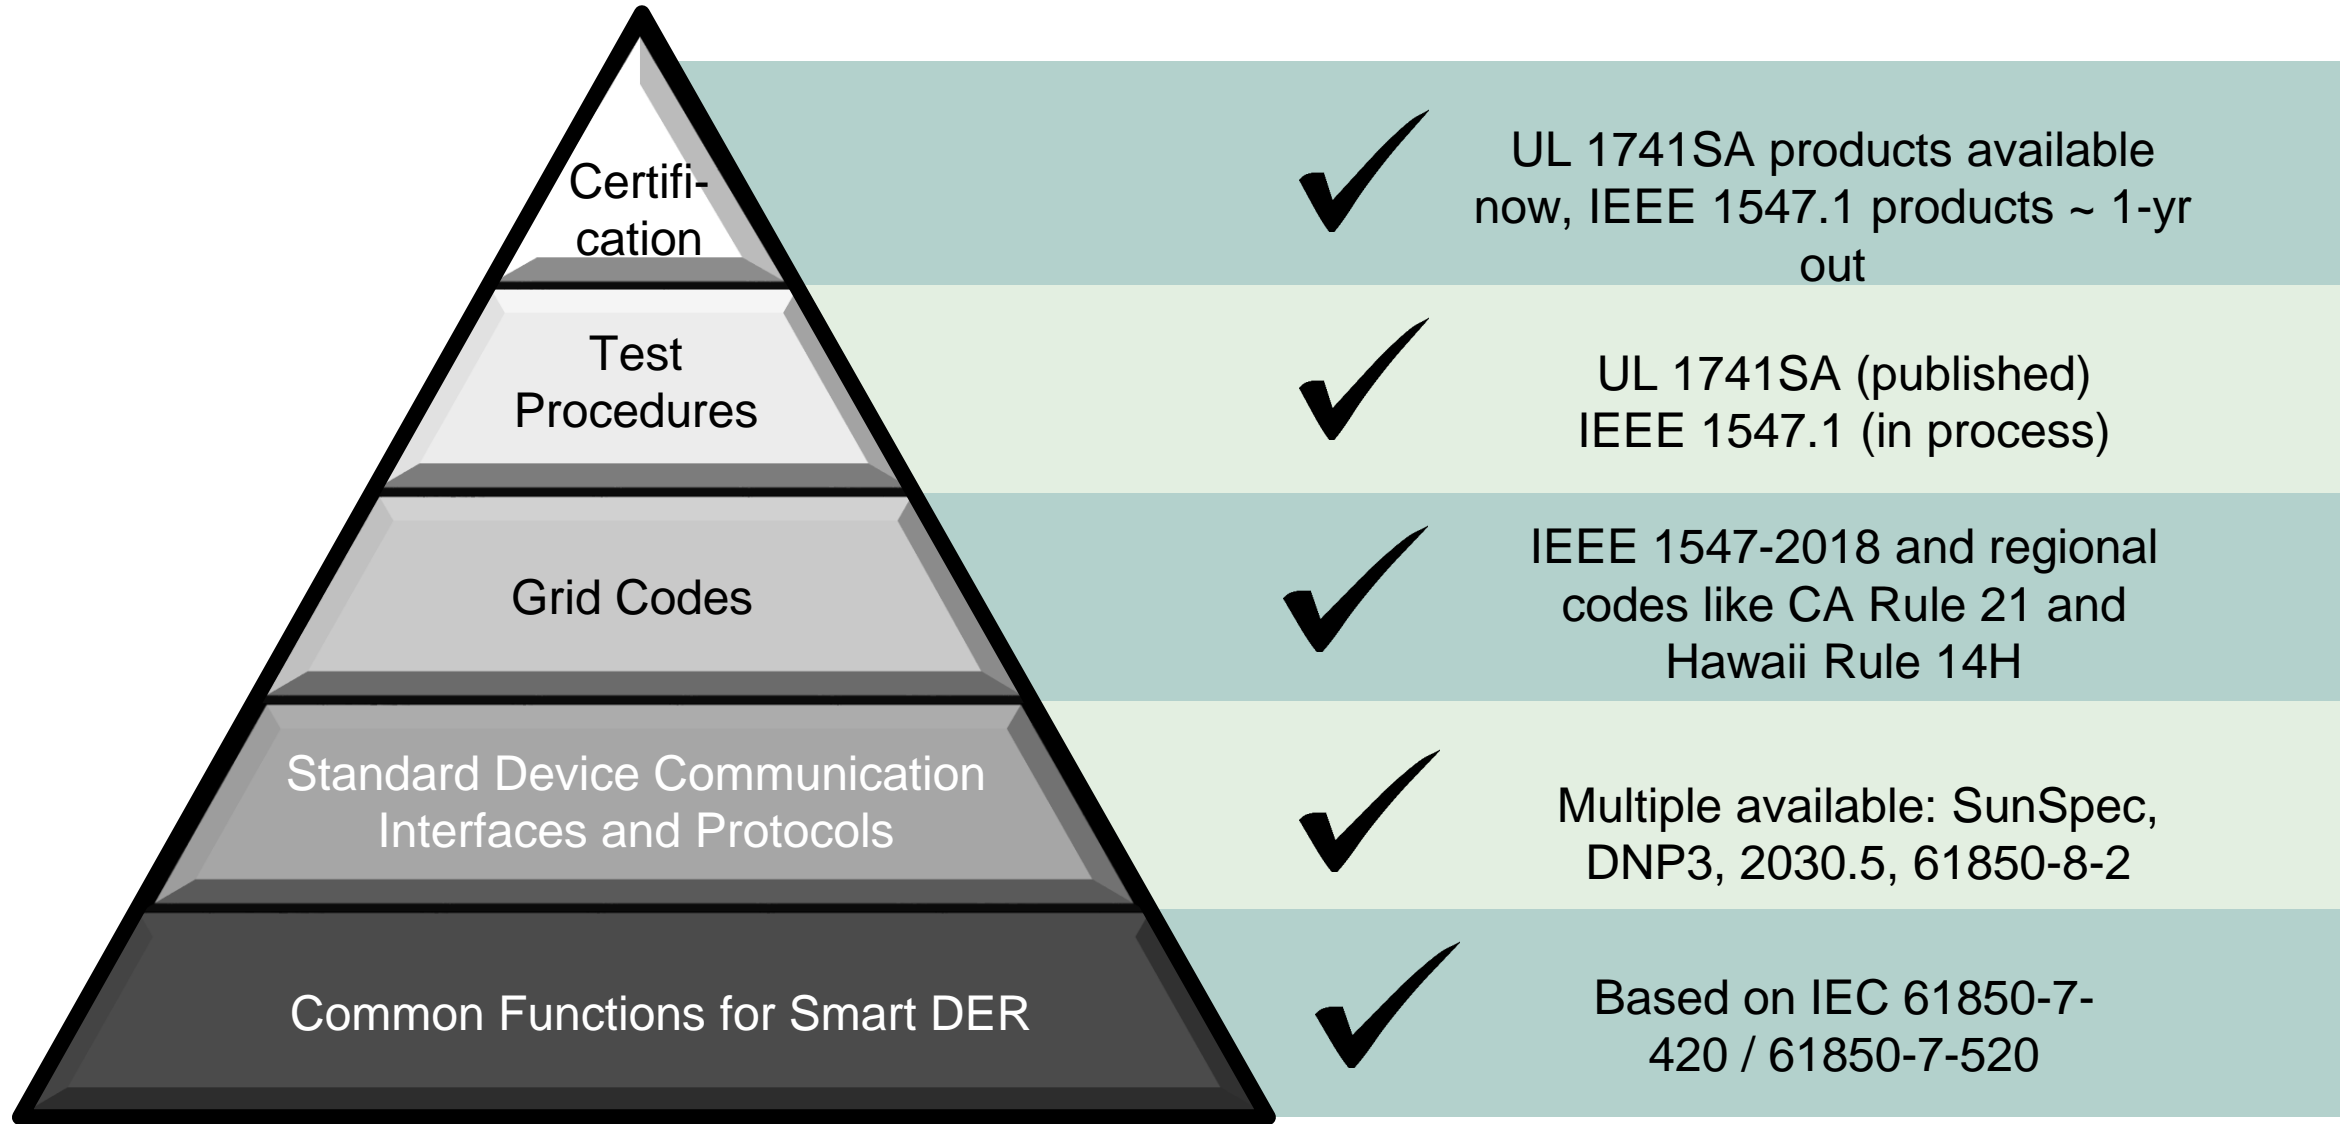 Certifi-
cation
UL 1741SA products available
now, IEEE 1547.1 products ~ 1-yr
out
Test
Procedures
UL 1741SA (published)
IEEE 1547.1 (in process)
Grid Codes
IEEE 1547-2018 and regional
codes like CA Rule 21 and
Hawaii Rule 14H
Standard Device Communication
Interfaces and Protocols
Multiple available: SunSpec,
DNP3, 2030.5, 61850-8-2
Common Functions for Smart DER
Based on IEC 61850-7-
420 / 61850-7-520